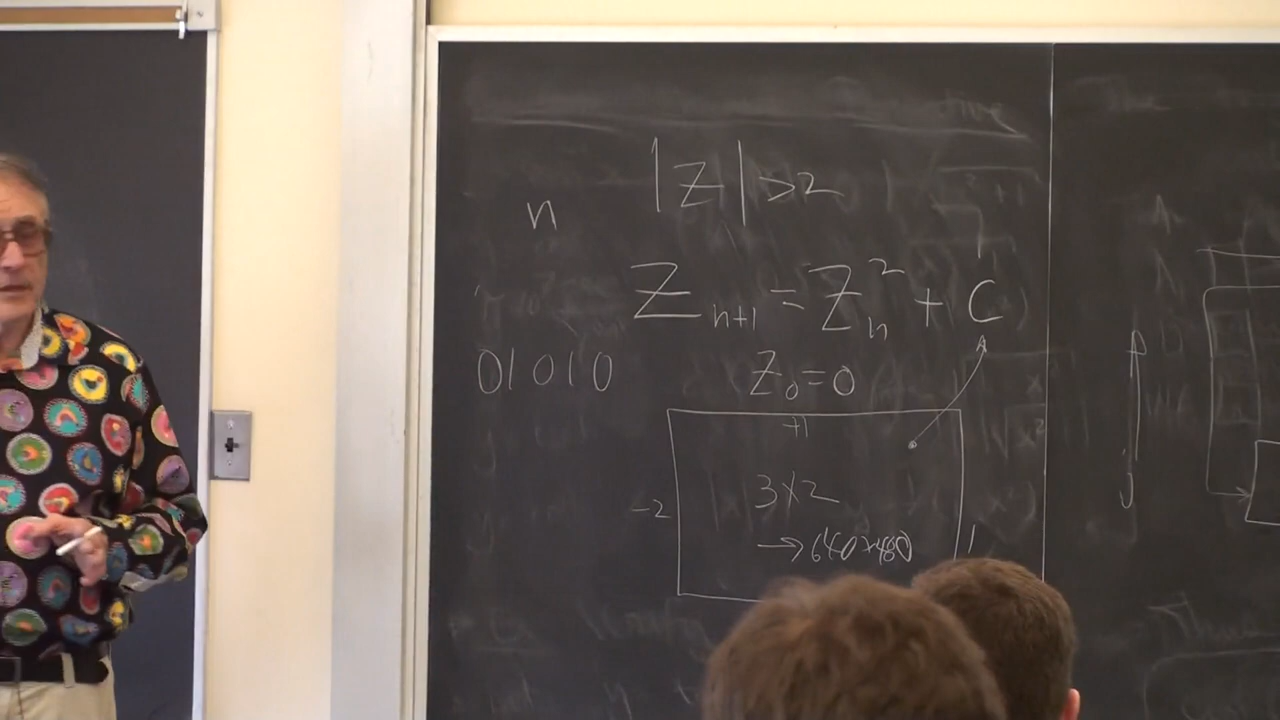 |Z| > 2
n
Z_{n+1} = Z_n^2 + C
01010
Z_0 = 0
+1
3x2
-2
→ 640x480
1
j